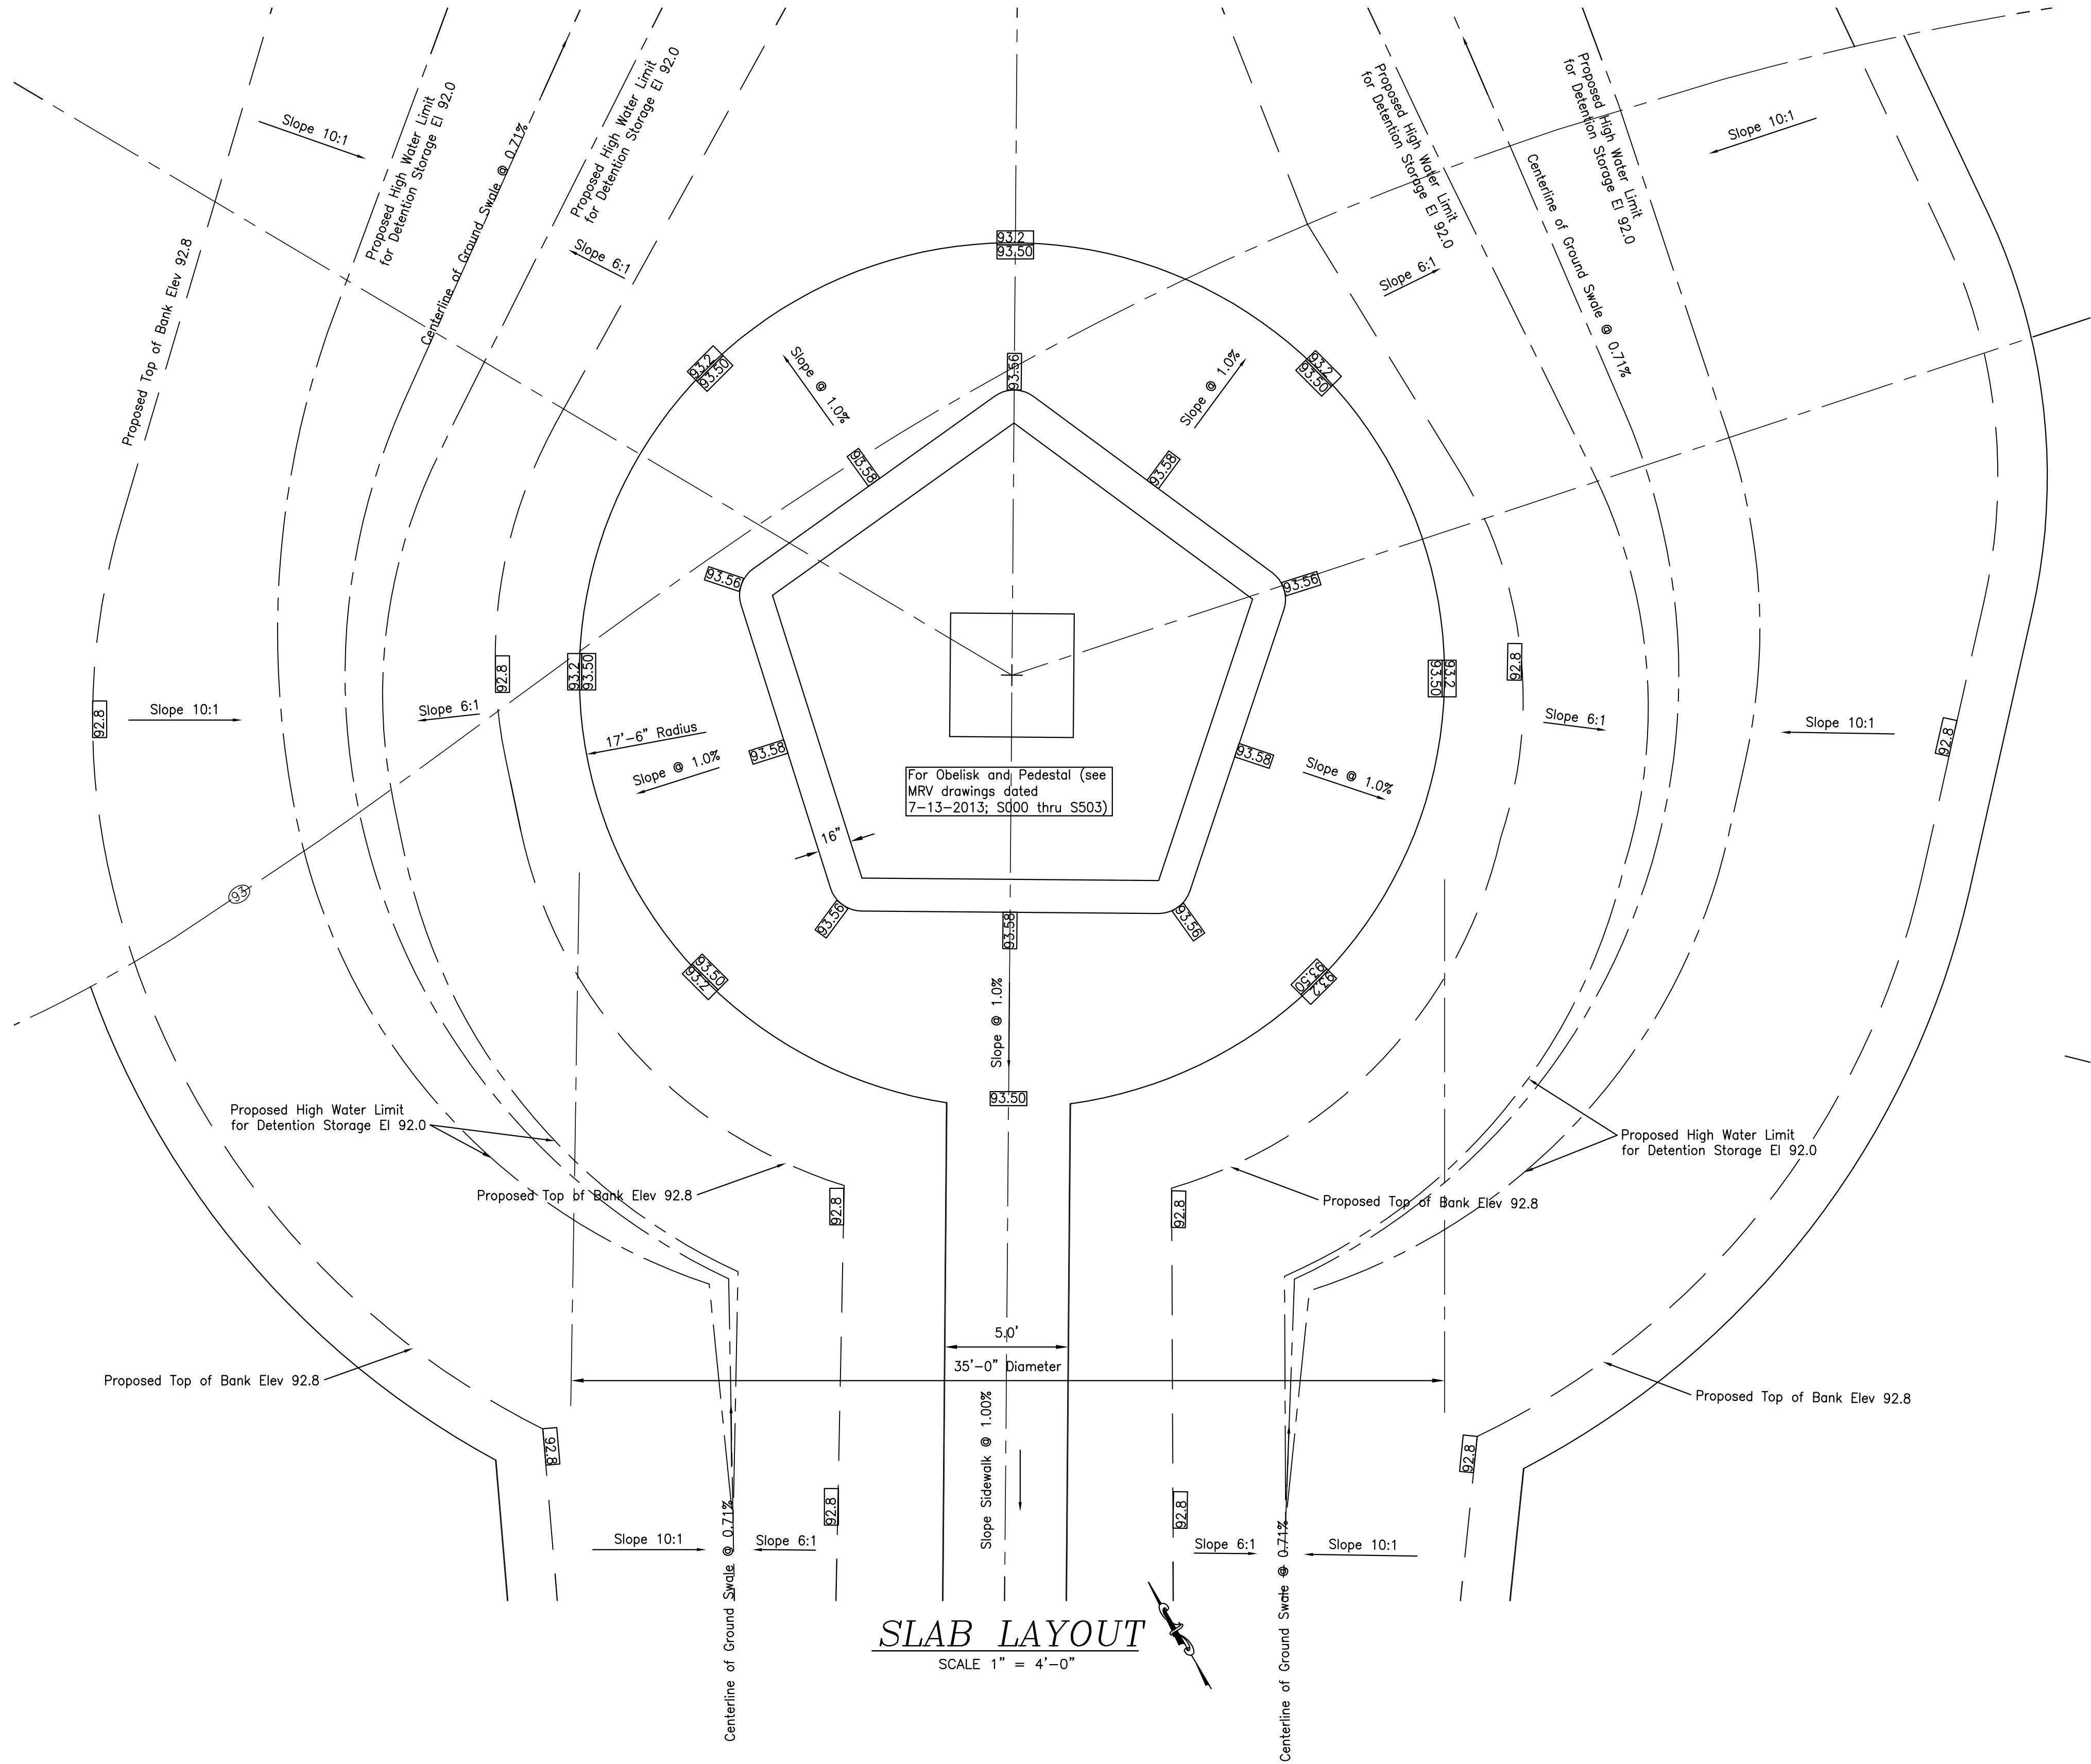 Proposed High Water Limit
for Detention Storage El 92.0
Proposed High Water Limit
for Detention Storage El 92.0
Proposed High Water Limit
for Detention Storage El 92.0
Proposed High Water Limit
for Detention Storage El 92.0
Slope 10:1
Slope 10:1
Centerline of Ground Swale @ 0.71%
Centerline of Ground Swale @ 0.71%
Proposed Top of Bank Elev 92.8
Slope 6:1
Slope 6:1
93.2
93.50
93.2
93.50
93.2
93.50
Slope @ 1.0%
Slope @ 1.0%
93.56
93.58
93.58
93.56
93.56
92.8
93.2
93.50
93.50
93.2
92.8
92.8
Slope 10:1
Slope 6:1
Slope 6:1
Slope 10:1
92.8
17'-6" Radius
Slope @ 1.0%
93.58
93.58
Slope @ 1.0%
For Obelisk and Pedestal (see
MRV drawings dated
7-13-2013; S000 thru S503)
16"
93
93.56
93.58
93.56
93.50
93.2
93.50
93.2
Slope @ 1.0%
93.50
Proposed High Water Limit
for Detention Storage El 92.0
Proposed High Water Limit
for Detention Storage El 92.0
Proposed Top of Bank Elev 92.8
Proposed Top of Bank Elev 92.8
92.8
92.8
5.0'
35'-0" Diameter
Proposed Top of Bank Elev 92.8
Proposed Top of Bank Elev 92.8
92.8
92.8
Slope Sidewalk @ 1.00%
92.8
92.8
Slope 10:1
Slope 6:1
Slope 6:1
Slope 10:1
Centerline of Ground Swale @ 0.71%
Centerline of Ground Swale @ 0.71%
SLAB LAYOUT
SCALE 1" = 4'-0"